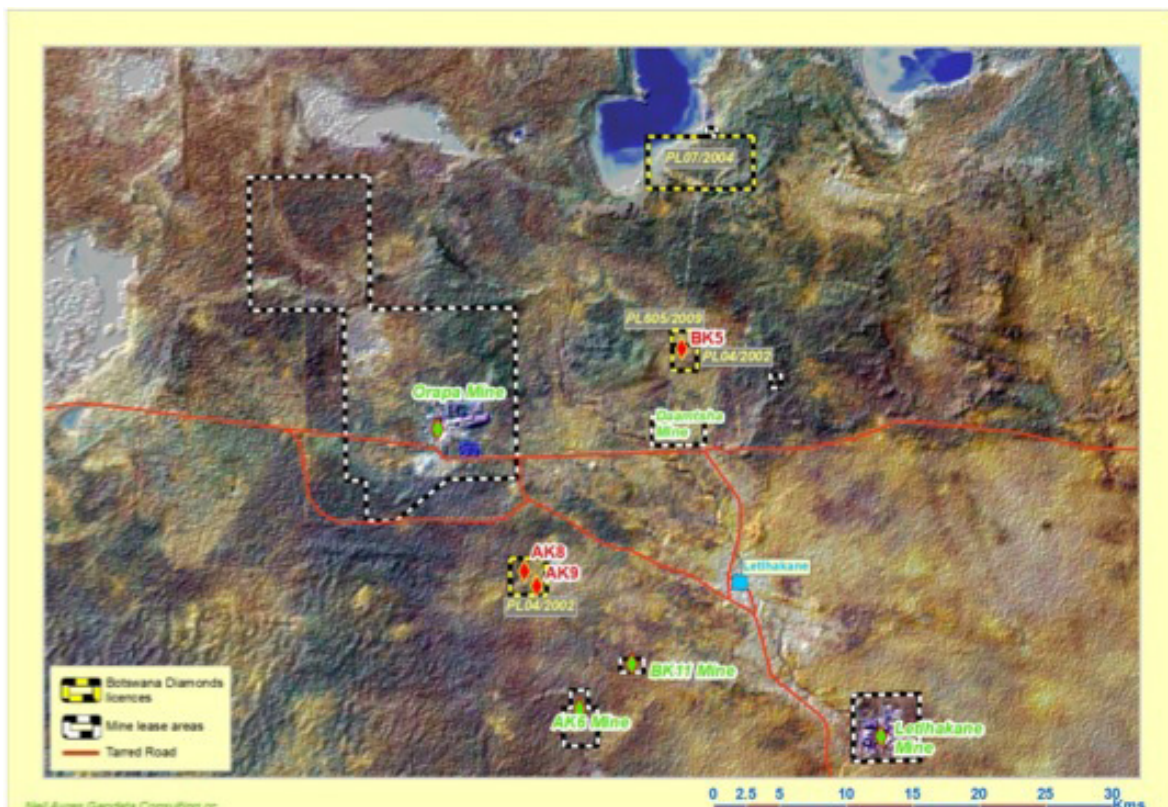 PL07/2004
PL605/2009
BK5
PL04/2002
Orapa Mine
Damtsha
Mine
AK8
AK9
PL04/2002
Letlhakane
BK11 Mine
AK6 Mine
Letlhakane
Mine
Botswana Diamonds
licences
Mine lease areas
Tarred Road
0 2.5 5 10 15 20 25 30
Kms